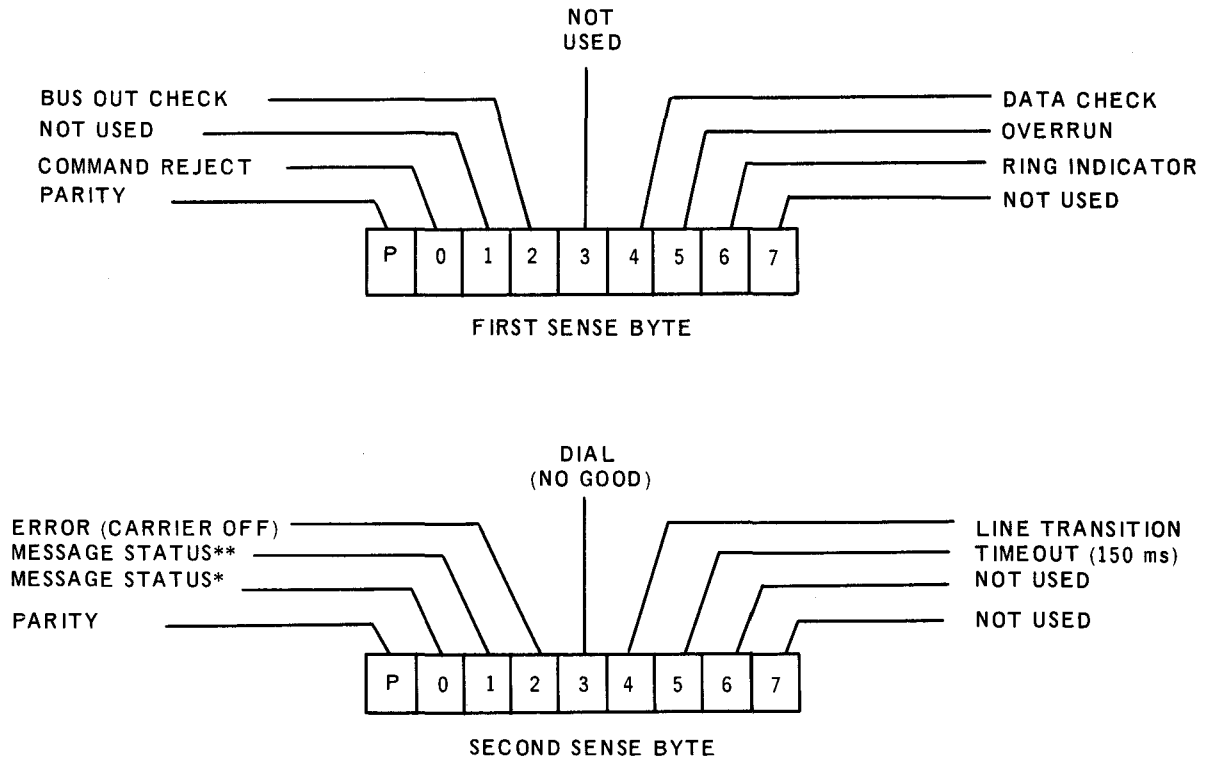 NOT
USED
BUS OUT CHECK
NOT USED
COMMAND REJECT
PARITY
DATA CHECK
OVERRUN
RING INDICATOR
NOT USED
P 0 1 2 3 4 5 6 7
FIRST SENSE BYTE
DIAL
(NO GOOD)
ERROR (CARRIER OFF)
MESSAGE STATUS**
MESSAGE STATUS*
PARITY
LINE TRANSITION
TIMEOUT (150 ms)
NOT USED
NOT USED
P 0 1 2 3 4 5 6 7
SECOND SENSE BYTE